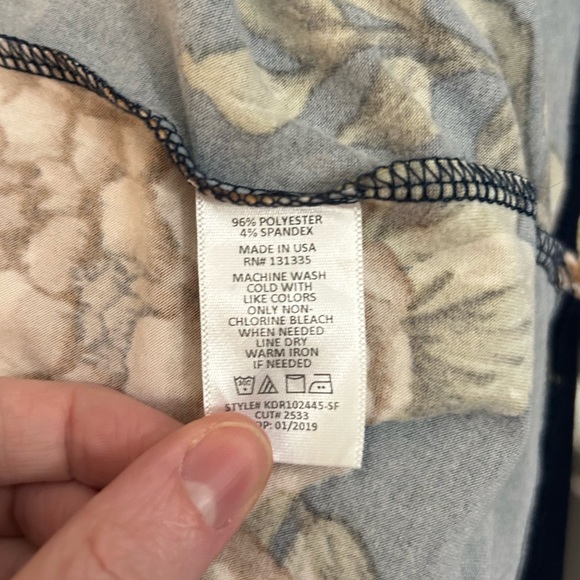 96% POLYESTER
4% SPANDEX
MADE IN USA
RN# 131335
MACHINE WASH
COLD WITH
LIKE COLORS
ONLY NON-
CHLORINE BLEACH
WHEN NEEDED
LINE DRY
WARM IRON
IF NEEDED
STYLE# KDR102445-SF
CUT# 2533
: 01/2019